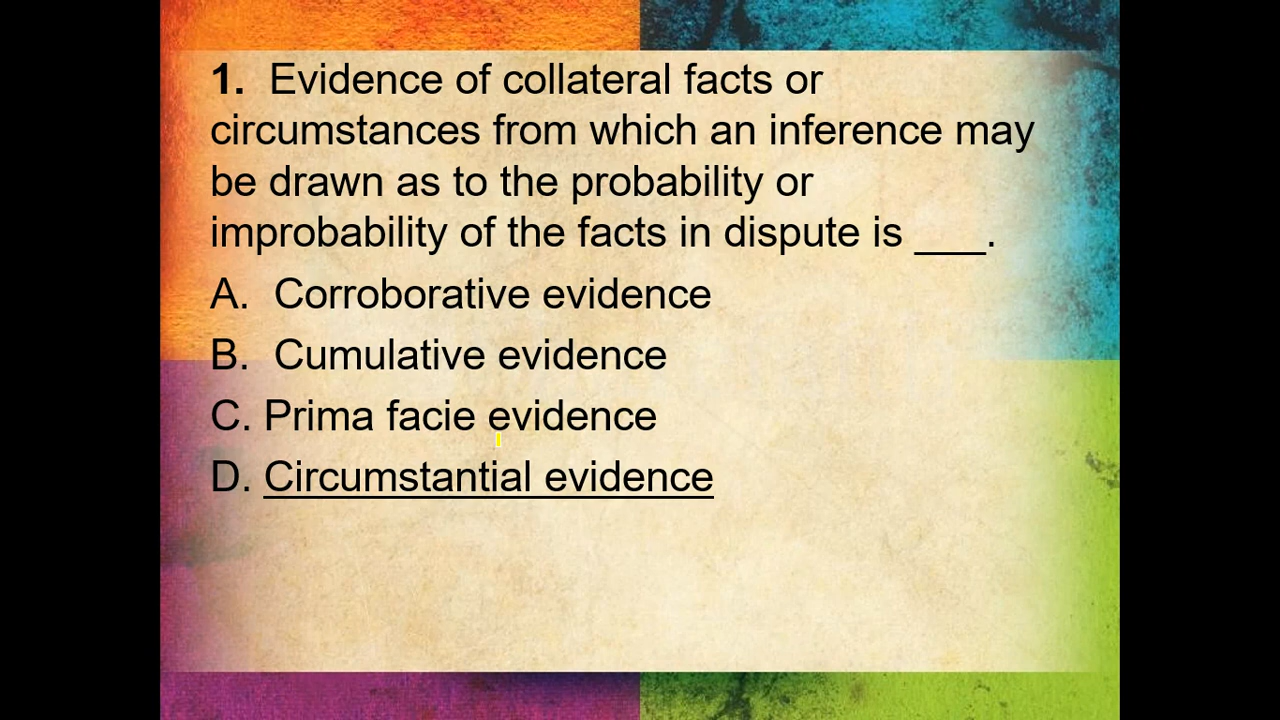 1. Evidence of collateral facts or
circumstances from which an inference may
be drawn as to the probability or
improbability of the facts in dispute is ___.
A. Corroborative evidence
B. Cumulative evidence
C. Prima facie evidence
D. Circumstantial evidence